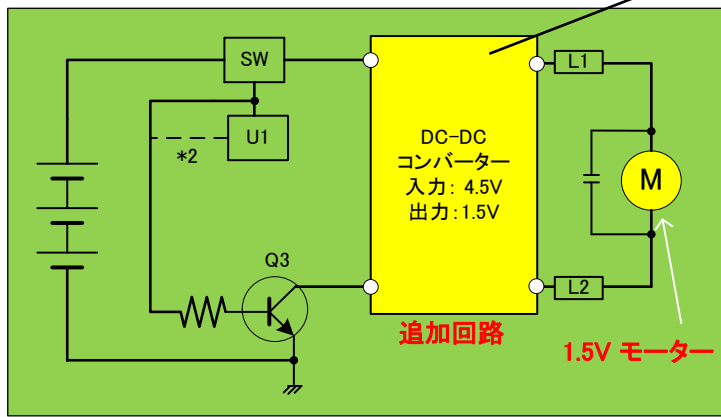 SW
L1
U1
*2
DC-DC
コンバーター
入力: 4.5V
出力:1.5V
M
Q3
L2
追加回路
1.5V モーター